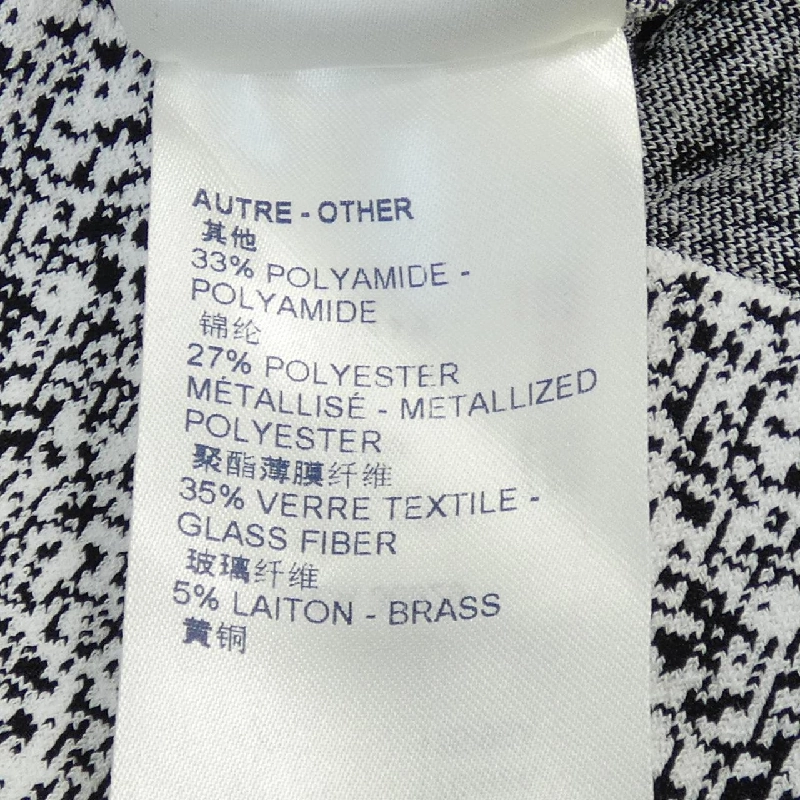 AUTRE - OTHER
其他
33% POLYAMIDE -
POLYAMIDE
锦纶
27% POLYESTER
MÉTALLISÉ - METALLIZED
POLYESTER
聚酯薄膜纤维
35% VERRE TEXTILE -
GLASS FIBER
玻璃纤维
5% LAITON - BRASS
黄铜